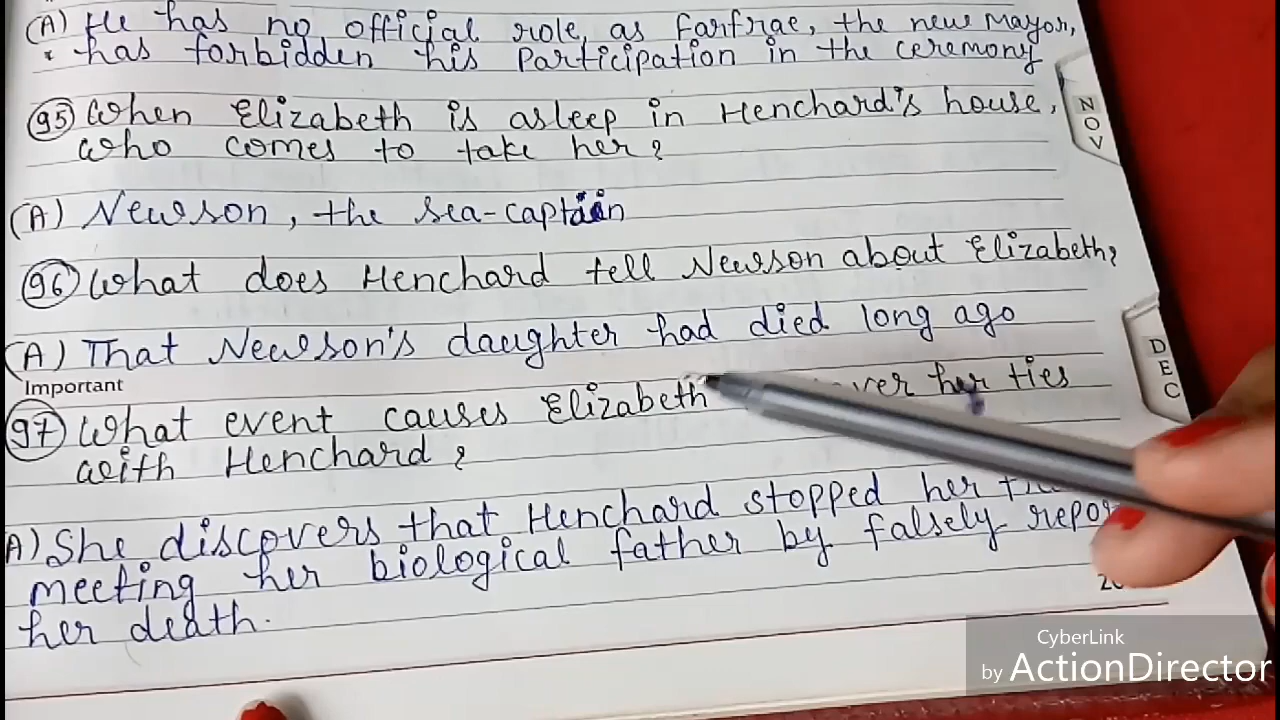 (A) He has no official role, as Farfrae, the new Mayor,
has forbidden his participation in the ceremony
95) When Elizabeth is asleep in Henchard's house,
who comes to take her?
(A) Newson, the sea-captain
96) What does Henchard tell Newson about Elizabeth?
(A) That Newson's daughter had died long ago
Important
97) What event causes Elizabeth her ties
with Henchard?
A) She discovers that Henchard stopped her
meeting her biological father by falsely
her death.
NOV
DEC
CyberLink
by ActionDirector